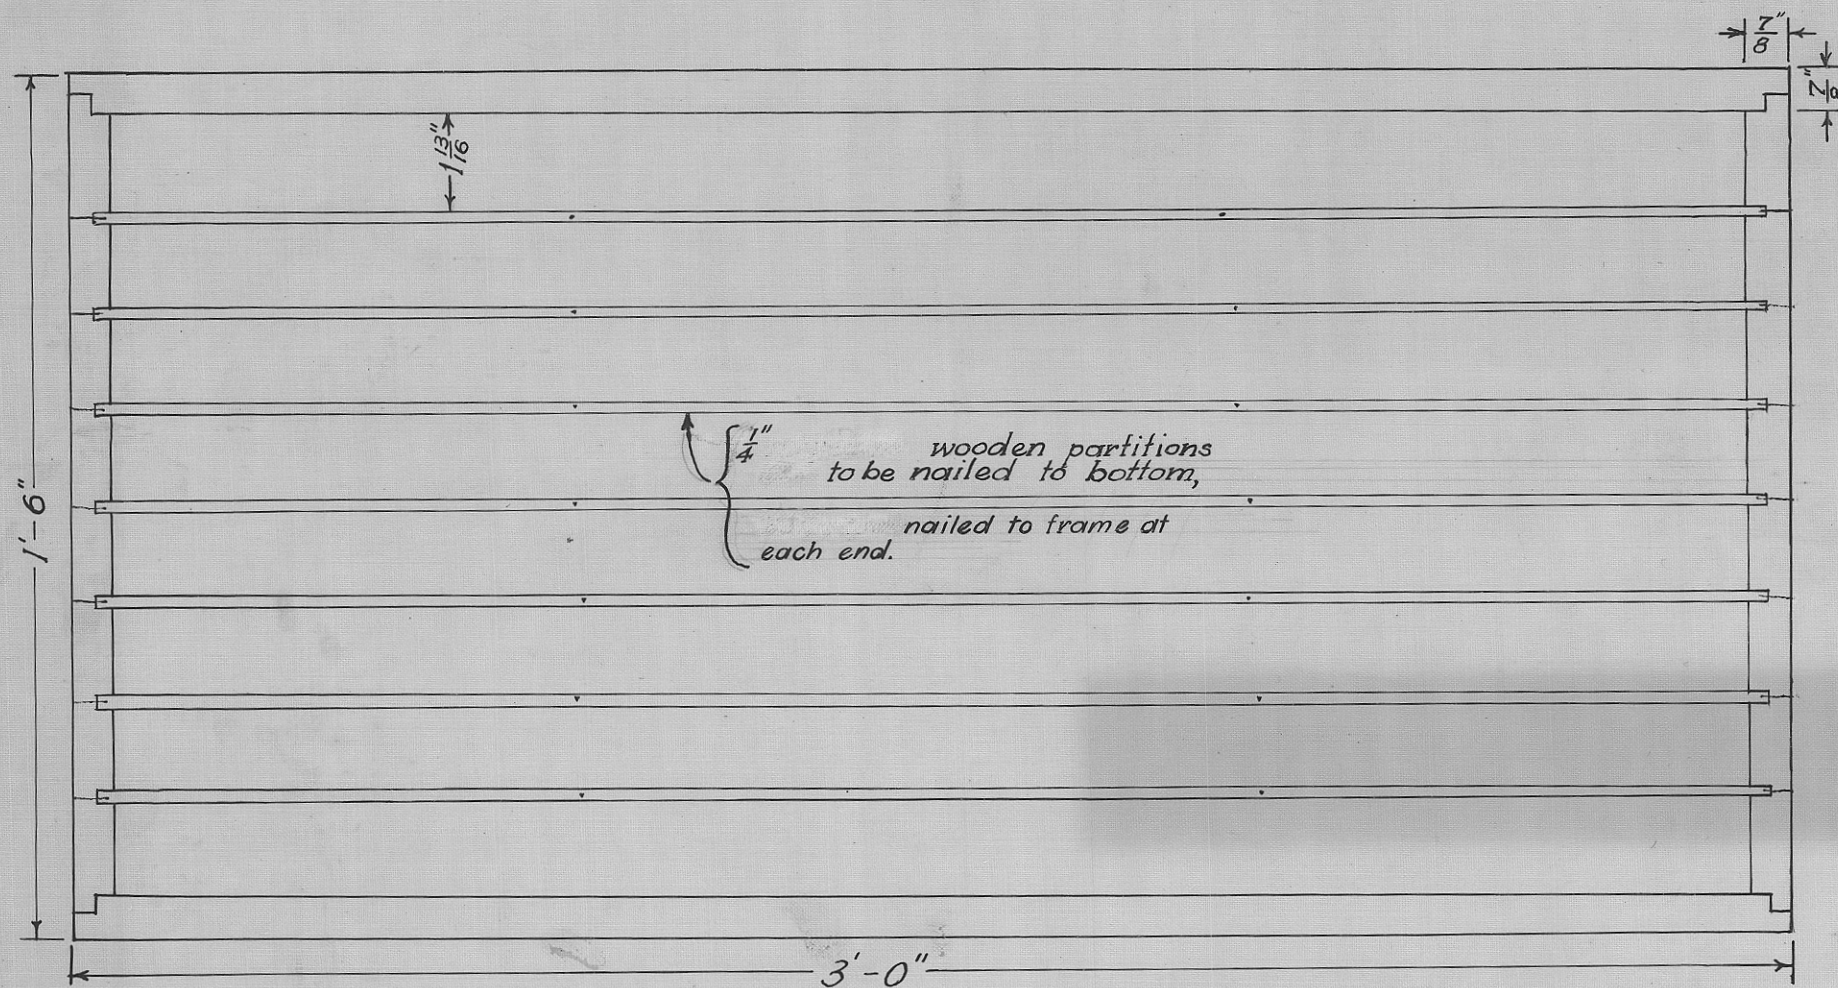 7"
8
7"
8
1 13"
16
1'-6"
1"
4
wooden partitions
to be nailed to bottom,
nailed to frame at
each end.
3'-0"